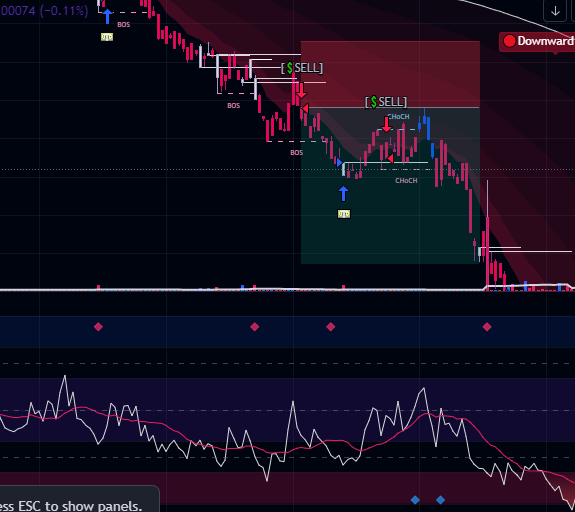 00074 (−0.11%)
BOS
Downward
[$SELL]
BOS
[$SELL]
CHoCH
BOS
CHoCH
ess ESC to show panels.